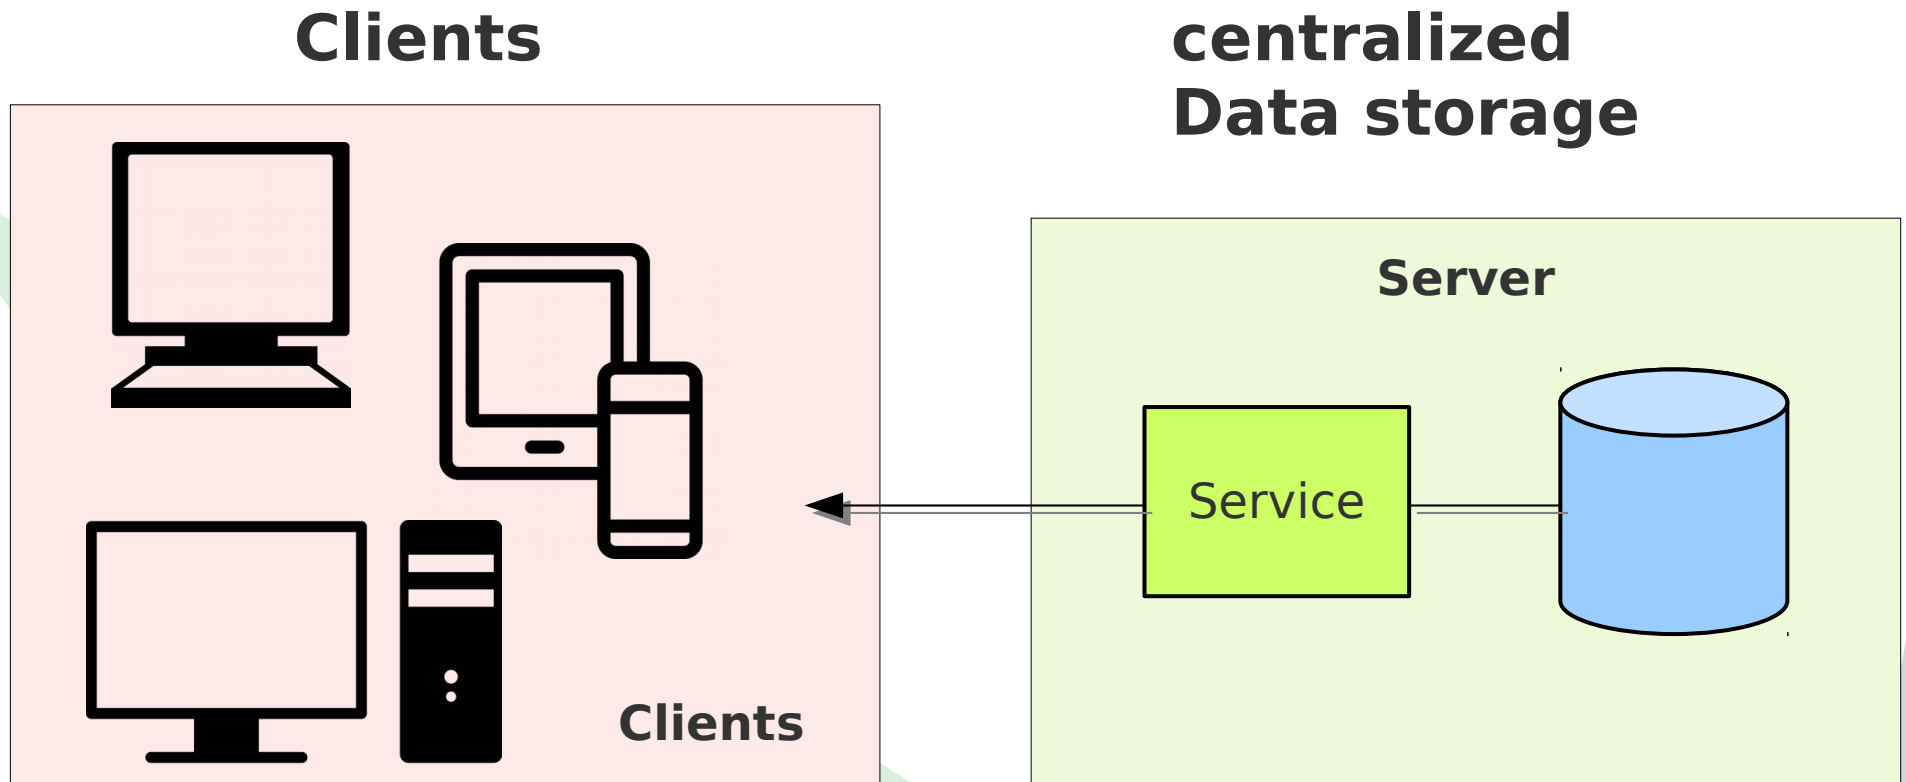 Clients
centralized
Data storage
Server
Service
Clients